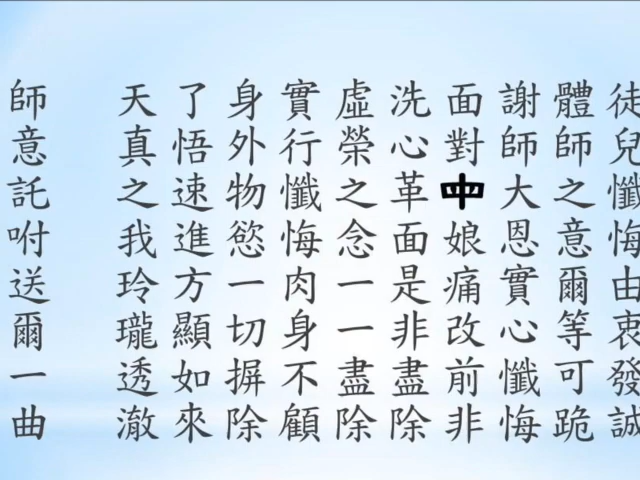 徒兒懺悔由衷發誠
體師之意爾等可跪
謝師大恩實心懺悔
面對㊥娘痛改前非
洗心革面是非盡除
虛榮之念一一盡除
實行懺悔肉身不顧
身外物慾一切摒除
了悟速進方顯如來
天真之我玲瓏透澈
師意託咐送爾一曲